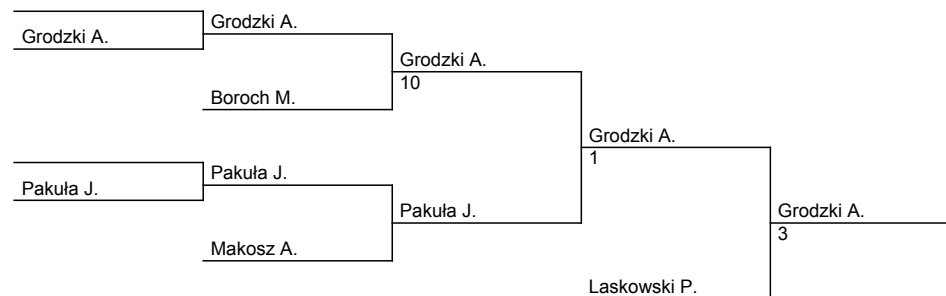 Grodzki A.
Grodzki A.
Grodzki A.
10
Boroch M.
Grodzki A.
1
Pakuła J.
Pakuła J.
Pakuła J.
Grodzki A.
3
Makosz A.
Laskowski P.